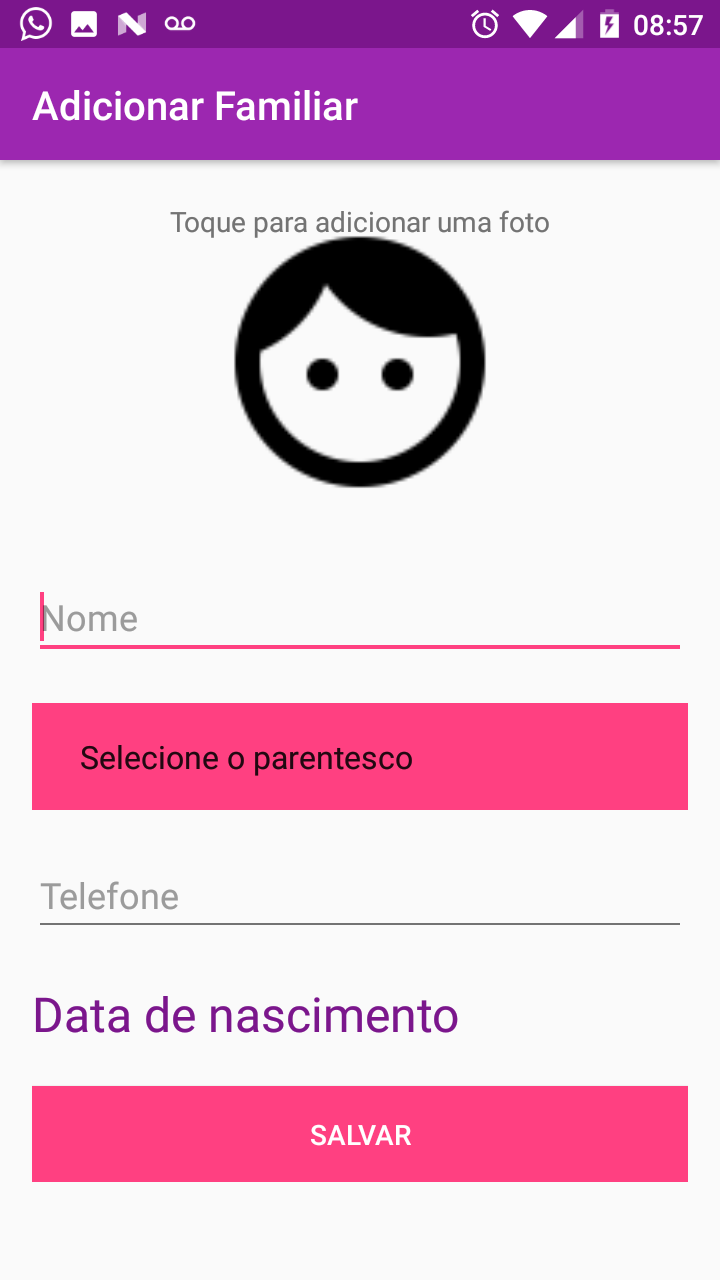 08:57
Adicionar Familiar
Toque para adicionar uma foto
Nome
Selecione o parentesco
Telefone
Data de nascimento
SALVAR